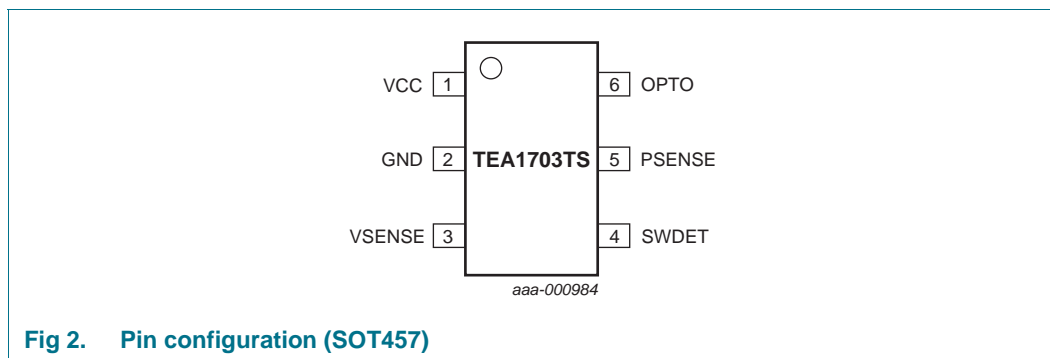 VCC 1 6 OPTO
GND 2 TEA1703TS 5 PSENSE
VSENSE 3 4 SWDET
aaa-000984
Fig 2. Pin configuration (SOT457)